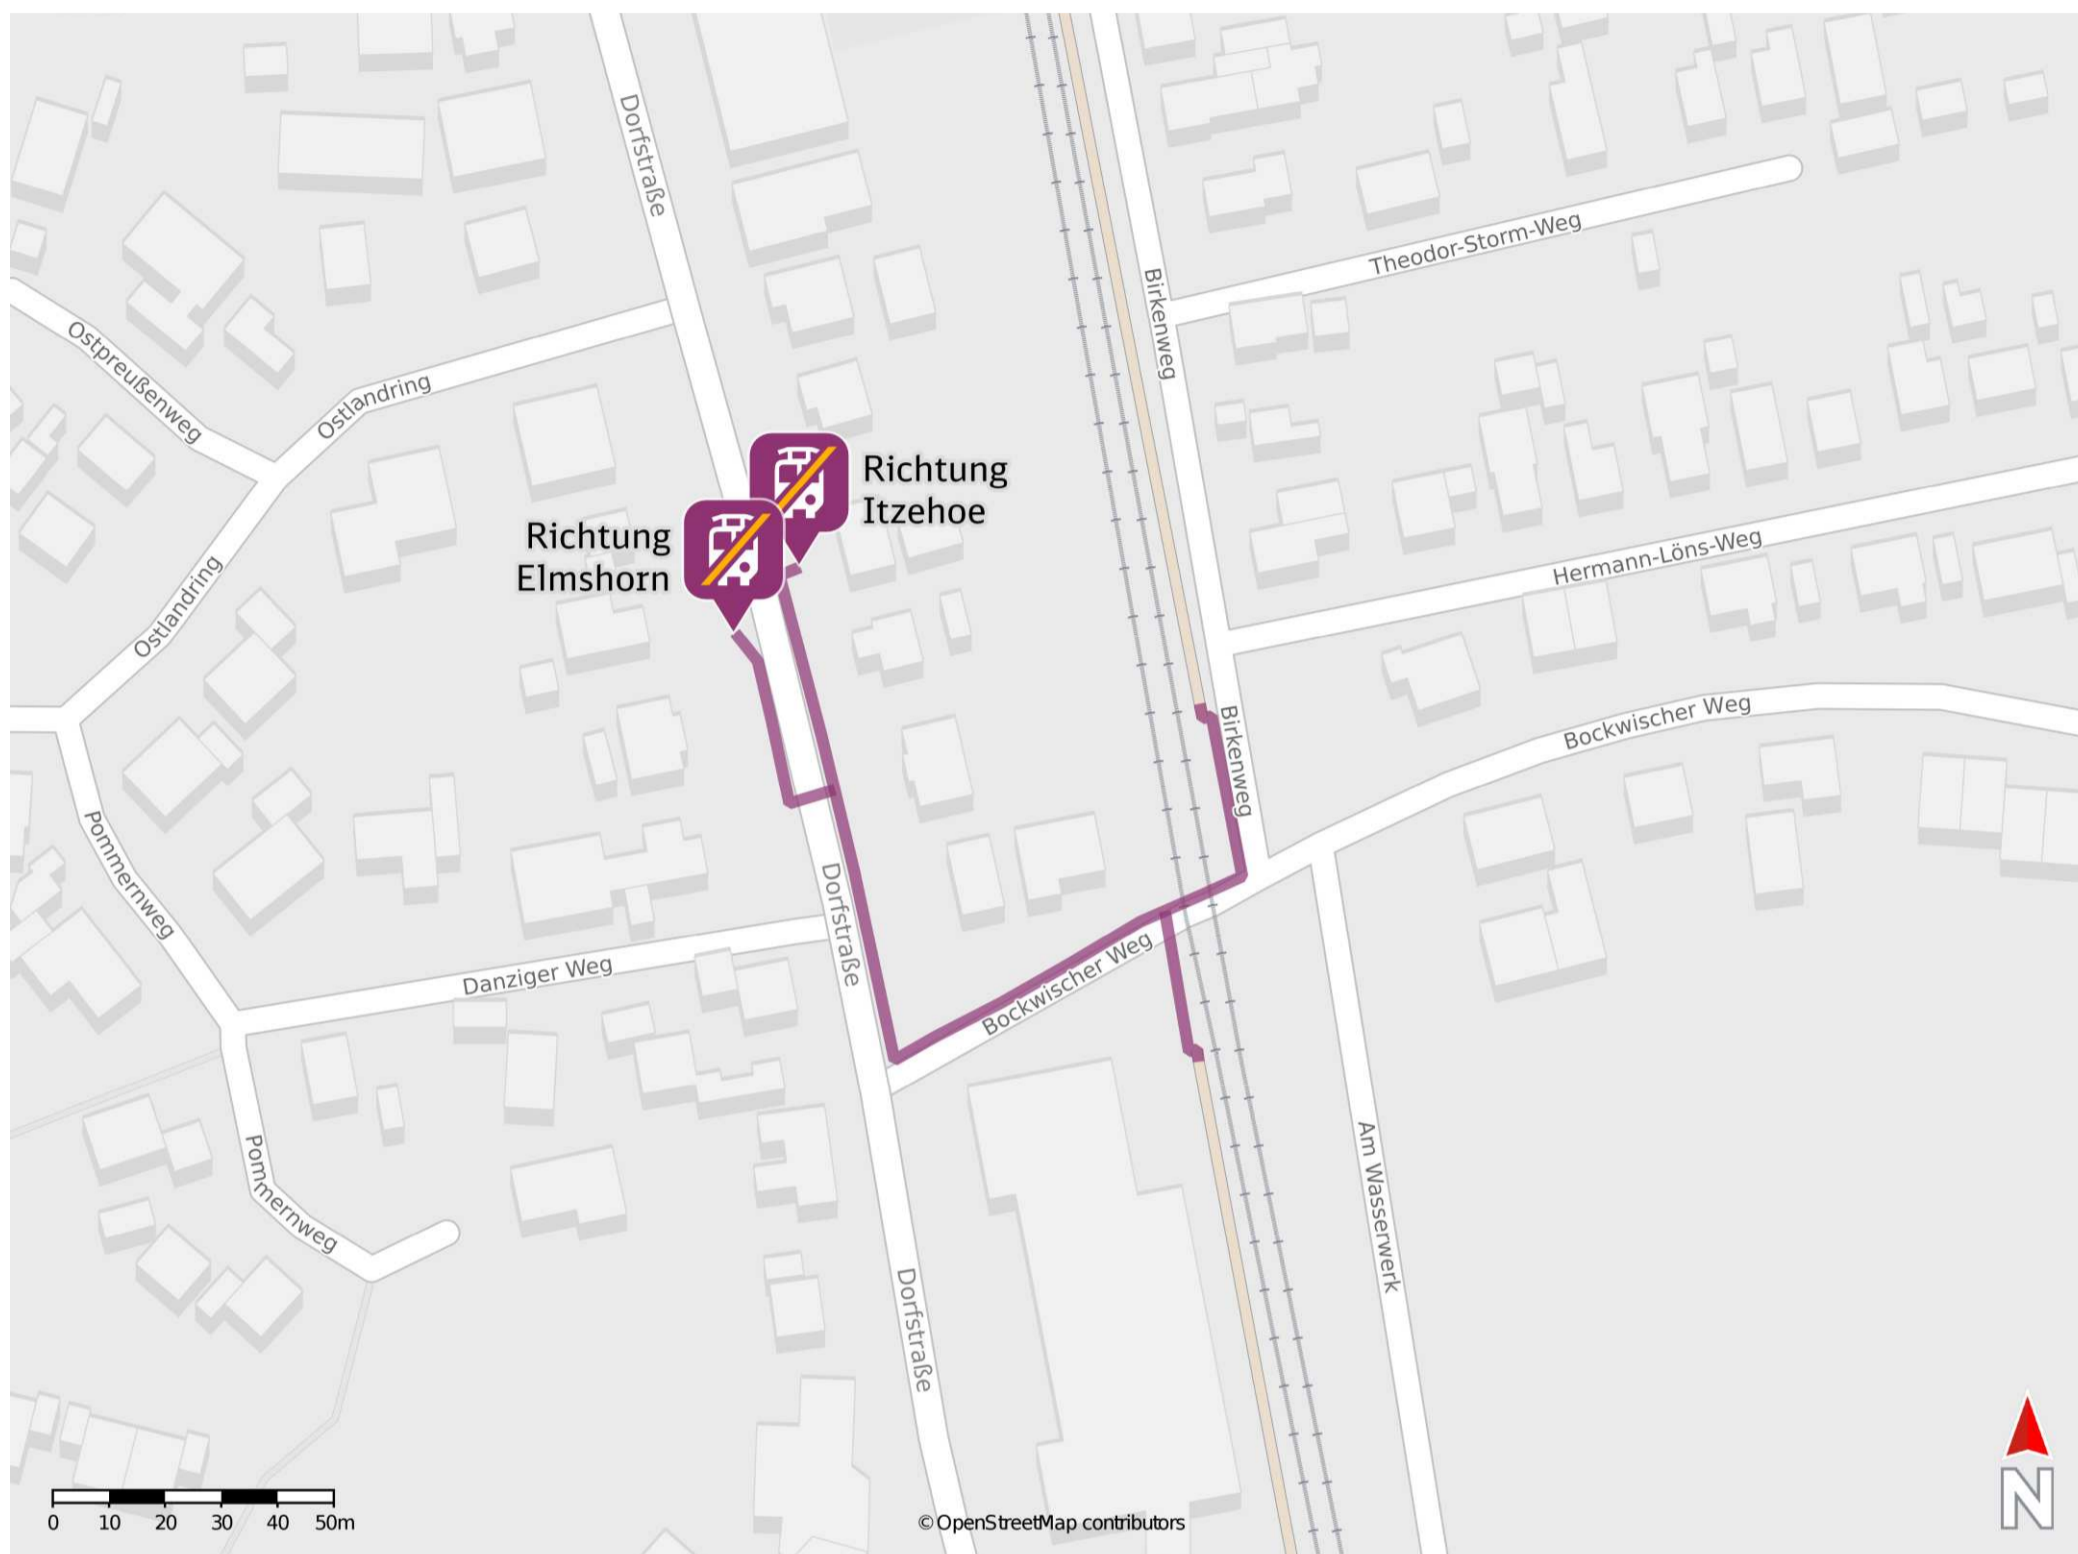 Dorfstraße
Theodor-Storm-Weg
Birkenweg
Ostpreußenweg
Ostlandring
Richtung
Itzehoe
Richtung
Elmshorn
Hermann-Löns-Weg
Ostlandring
Bockwischer Weg
Birkenweg
Pommernweg
Dorfstraße
Bockwischer Weg
Danziger Weg
Am Wasserwerk
Pommernweg
Dorfstraße
N
0 10 20 30 40 50m
© OpenStreetMap contributors